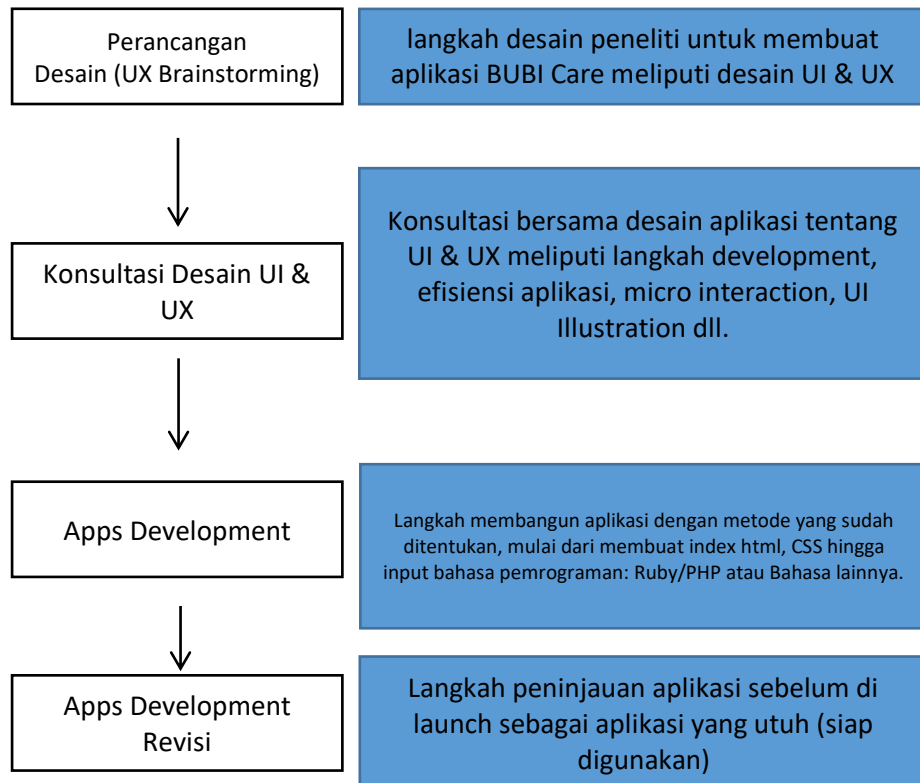 Perancangan
Desain (UX Brainstorming)
langkah desain peneliti untuk membuat
aplikasi BUBI Care meliputi desain UI & UX
Konsultasi Desain UI &
UX
Konsultasi bersama desain aplikasi tentang
UI & UX meliputi langkah development,
efisiensi aplikasi, micro interaction, UI
Illustration dll.
Apps Development
Langkah membangun aplikasi dengan metode yang sudah
ditentukan, mulai dari membuat index html, CSS hingga
input bahasa pemrograman: Ruby/PHP atau Bahasa lainnya.
Apps Development
Revisi
Langkah peninjauan aplikasi sebelum di
launch sebagai aplikasi yang utuh (siap
digunakan)